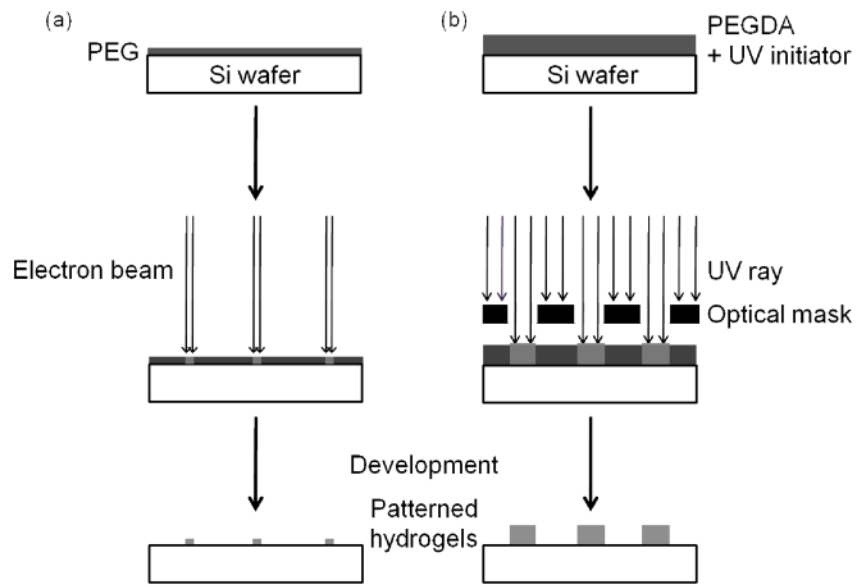 (a)
PEG
Si wafer
Electron beam
(b)
PEGDA
+ UV initiator
Si wafer
UV ray
Optical mask
Development
Patterned
hydrogels